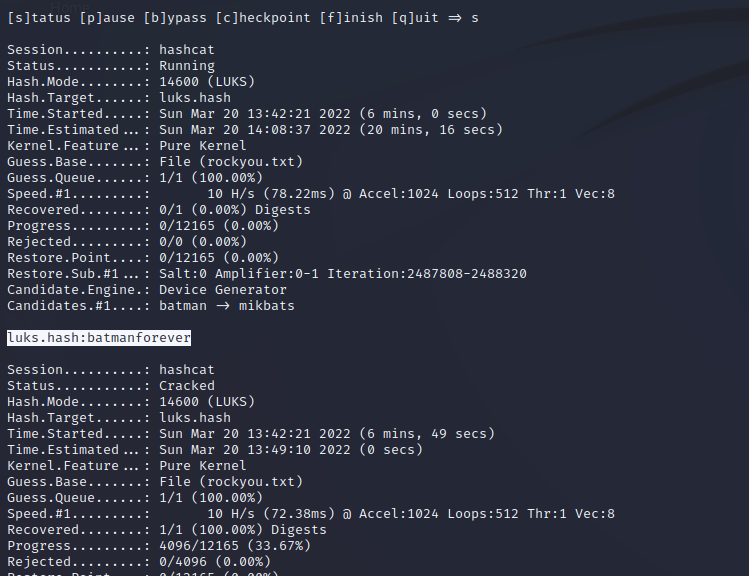 [s]tatus [p]ause [b]ypass [c]heckpoint [f]inish [q]uit => s
Session..........: hashcat
Status...........: Running
Hash.Mode........: 14600 (LUKS)
Hash.Target......: luks.hash
Time.Started.....: Sun Mar 20 13:42:21 2022 (6 mins, 0 secs)
Time.Estimated...: Sun Mar 20 14:08:37 2022 (20 mins, 16 secs)
Kernel.Feature...: Pure Kernel
Guess.Base.......: File (rockyou.txt)
Guess.Queue......: 1/1 (100.00%)
Speed.#1.........:       10 H/s (78.22ms) @ Accel:1024 Loops:512 Thr:1 Vec:8
Recovered........: 0/1 (0.00%) Digests
Progress.........: 0/12165 (0.00%)
Rejected.........: 0/0 (0.00%)
Restore.Point....: 0/12165 (0.00%)
Restore.Sub.#1...: Salt:0 Amplifier:0-1 Iteration:2487808-2488320
Candidate.Engine.: Device Generator
Candidates.#1....: batman -> mikbats
luks.hash:batmanforever
Session..........: hashcat
Status...........: Cracked
Hash.Mode........: 14600 (LUKS)
Hash.Target......: luks.hash
Time.Started.....: Sun Mar 20 13:42:21 2022 (6 mins, 49 secs)
Time.Estimated...: Sun Mar 20 13:49:10 2022 (0 secs)
Kernel.Feature...: Pure Kernel
Guess.Base.......: File (rockyou.txt)
Guess.Queue......: 1/1 (100.00%)
Speed.#1.........:       10 H/s (72.38ms) @ Accel:1024 Loops:512 Thr:1 Vec:8
Recovered........: 1/1 (100.00%) Digests
Progress.........: 4096/12165 (33.67%)
Rejected.........: 0/4096 (0.00%)